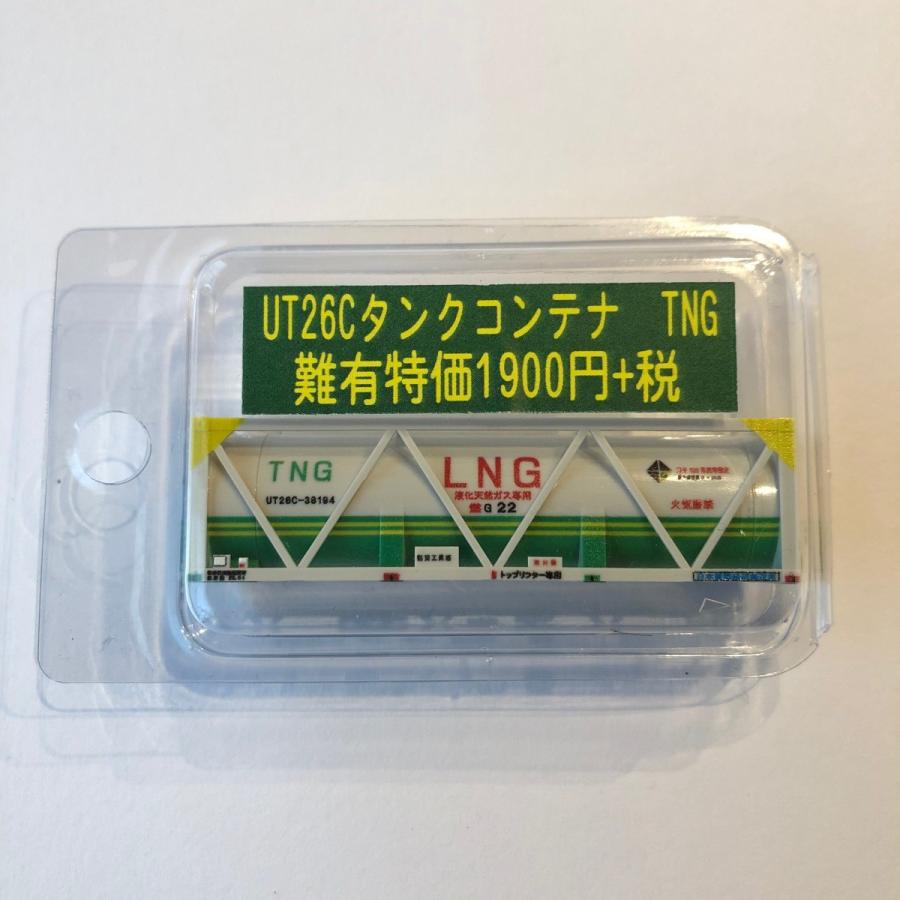 UT26Cタンクコンテナ TNG
難有特価1900円+税
TNG
UT26C-38194
LNG
液化天然ガス専用
燃G 22
火気厳禁
トップリフター専用